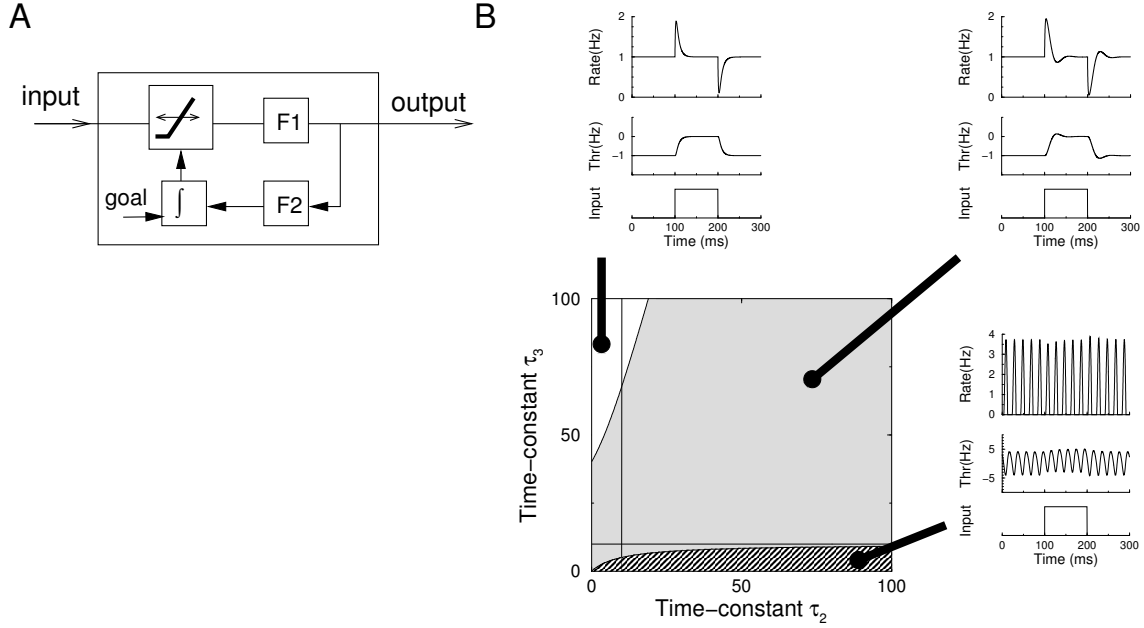 A
input
output
F1
goal
∫
F2
B
2
1
0
Rate(Hz)
0
−1
Thr(Hz)
Input
0 100 200 300
Time (ms)
2
1
0
Rate(Hz)
0
−1
Thr(Hz)
Input
0 100 200 300
Time (ms)
100
50
0
Time−constant τ3
0 50 100
Time−constant τ2
4
3
2
1
0
Rate(Hz)
5
−5
Thr(Hz)
Input
0 100 200 300
Time (ms)